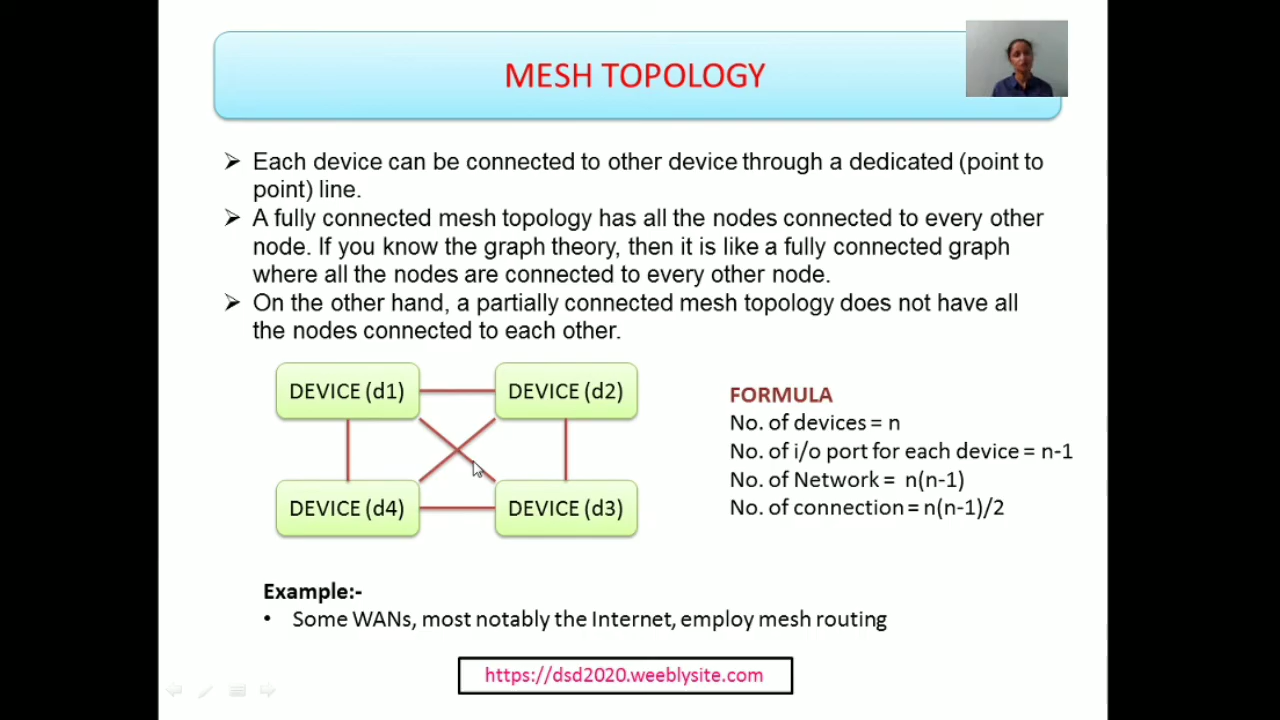 MESH TOPOLOGY
➢ Each device can be connected to other device through a dedicated (point to
point) line.
➢ A fully connected mesh topology has all the nodes connected to every other
node. If you know the graph theory, then it is like a fully connected graph
where all the nodes are connected to every other node.
➢ On the other hand, a partially connected mesh topology does not have all
the nodes connected to each other.
DEVICE (d1)
DEVICE (d2)
DEVICE (d4)
DEVICE (d3)
FORMULA
No. of devices = n
No. of i/o port for each device = n-1
No. of Network = n(n-1)
No. of connection = n(n-1)/2
Example:-
• Some WANs, most notably the Internet, employ mesh routing
https://dsd2020.weeblysite.com